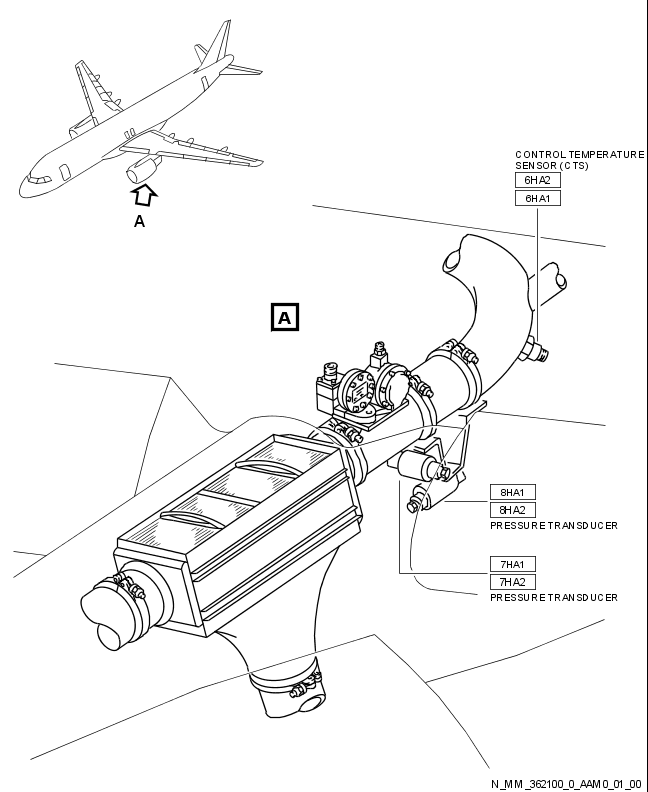 CONTROL TEMPERATURE
SENSOR (CTS)
6HA2
6HA1
A
A
8HA1
8HA2
PRESSURE TRANSDUCER
7HA1
7HA2
PRESSURE TRANSDUCER
N_MM_362100_0_AAM0_01_00